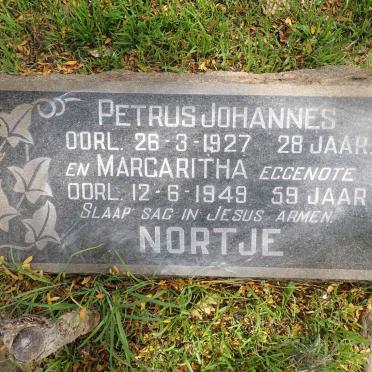 PETRUS JOHANNES
OORL. 26-3-1927 28 JAAR.
EN MARGARITHA EGGENOTE
OORL. 12-6-1949 59 JAAR
SLAAP SAG IN JESUS ARMEN.
NORTJE